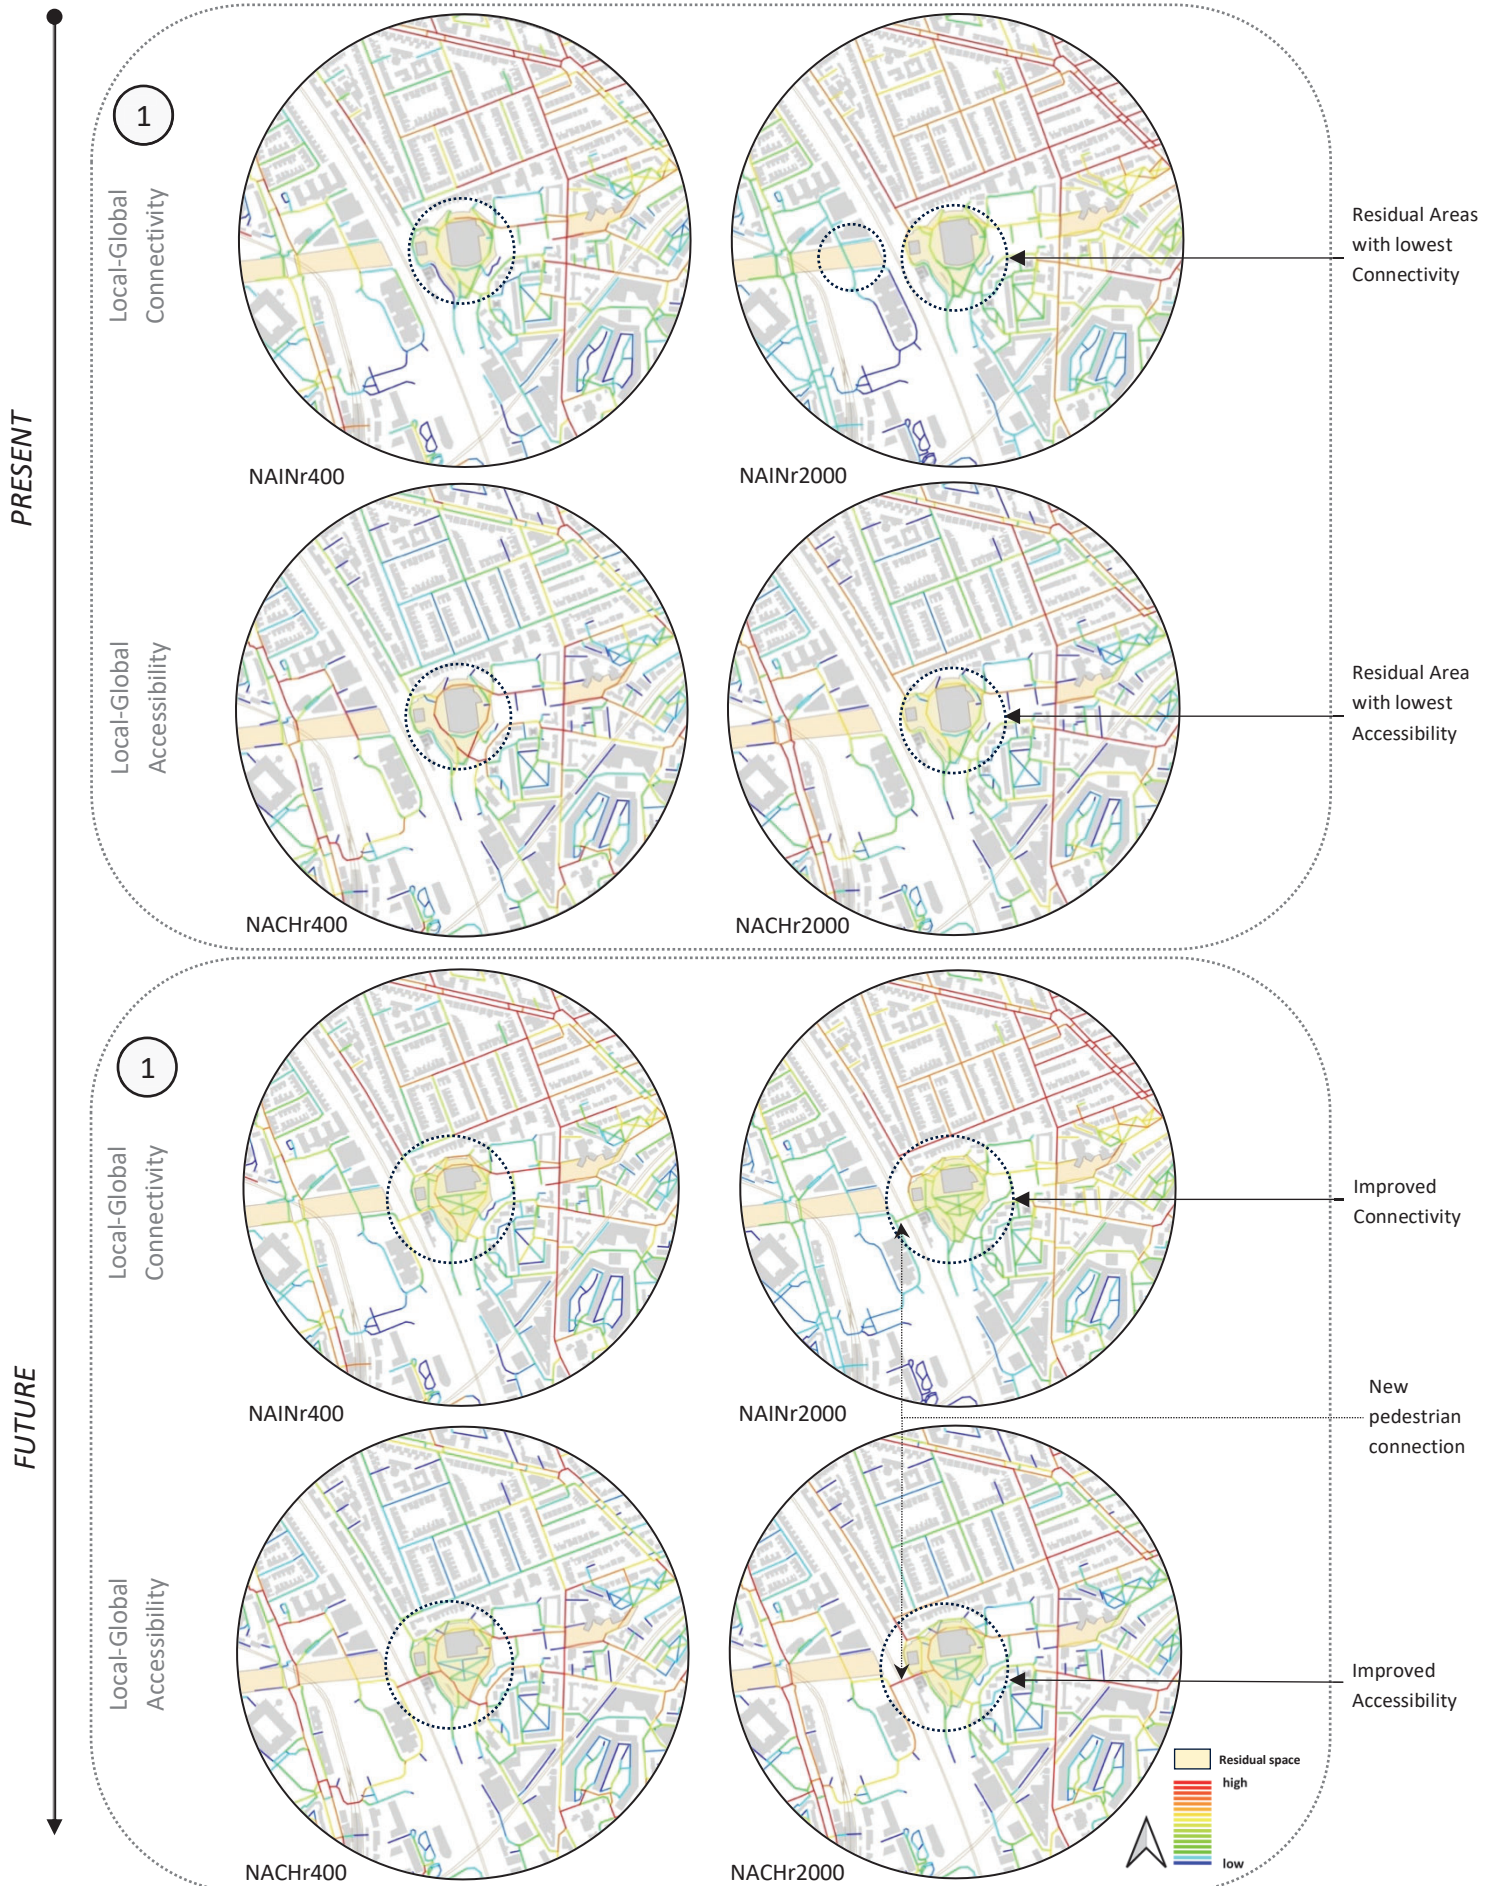 PRESENT
1
Local-Global
Connectivity
NAINr400
NAINr2000
Residual Areas
with lowest
Connectivity
Local-Global
Accessibility
NACHr400
NACHr2000
Residual Area
with lowest
Accessibility
FUTURE
1
Local-Global
Connectivity
NAINr400
NAINr2000
Improved
Connectivity
New
pedestrian
connection
Local-Global
Accessibility
NACHr400
NACHr2000
Improved
Accessibility
Residual space
high
low